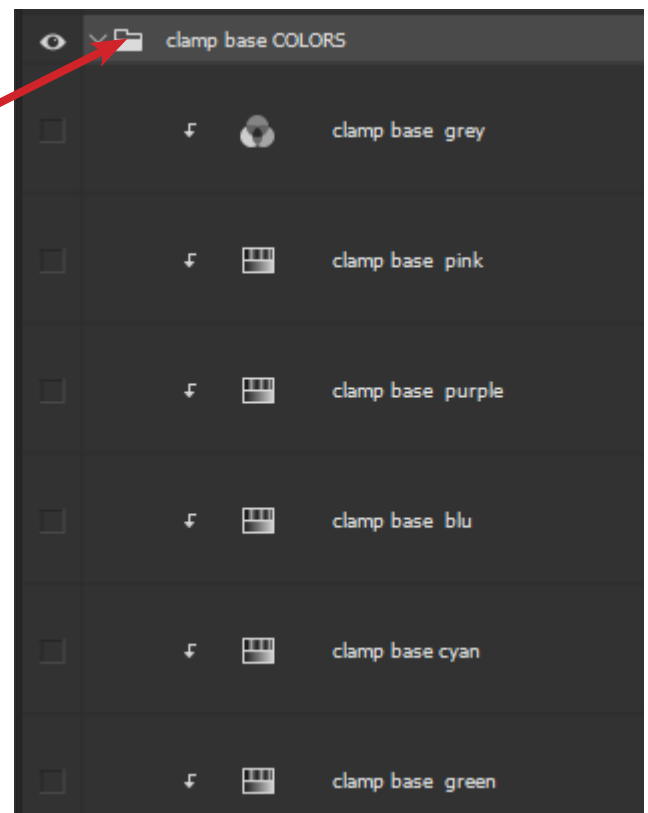 clamp base COLORS
clamp base  grey
clamp base  pink
clamp base  purple
clamp base  blu
clamp base cyan
clamp base  green